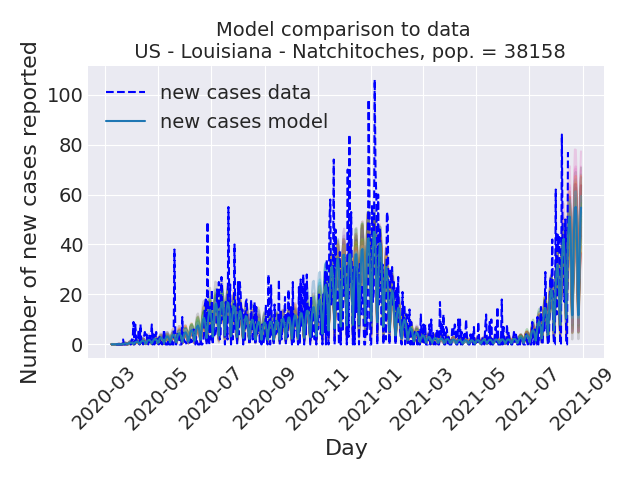 Model comparison to data
US - Louisiana - Natchitoches, pop. = 38158
Number of new cases reported
100
80
60
40
20
0
new cases data
new cases model
2020-03
2020-05
2020-07
2020-09
2020-11
2021-01
2021-03
2021-05
2021-07
2021-09
Day